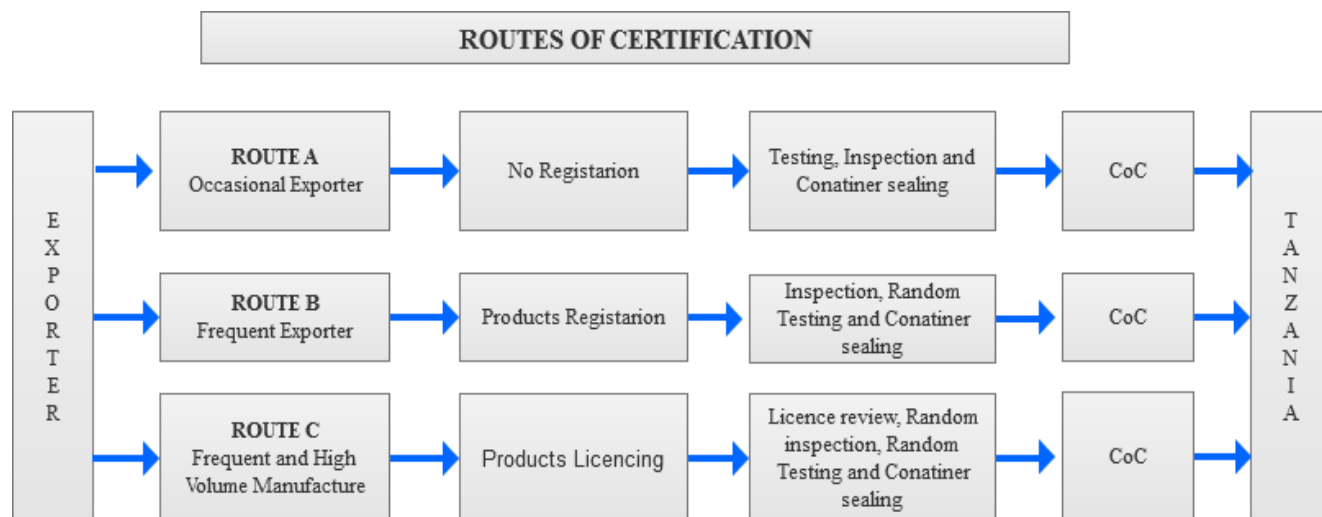 ROUTES OF CERTIFICATION
EXPORTER
ROUTE A
Occasional Exporter
No Registarion
Testing, Inspection and
Conatiner sealing
CoC
TANZANIA
ROUTE B
Frequent Exporter
Products Registarion
Inspection, Random
Testing and Conatiner
sealing
CoC
ROUTE C
Frequent and High
Volume Manufacture
Products Licencing
Licence review, Random
inspection, Random
Testing and Conatiner
sealing
CoC